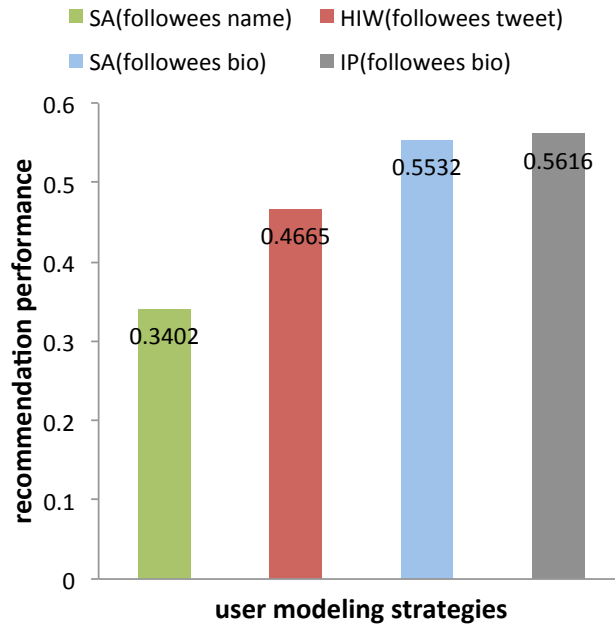 SA(followees name) HIW(followees tweet)
SA(followees bio) IP(followees bio)
0.6
0.5
0.4
0.3
0.2
0.1
0
0.3402
0.4665
0.5532
0.5616
recommendation performance
user modeling strategies